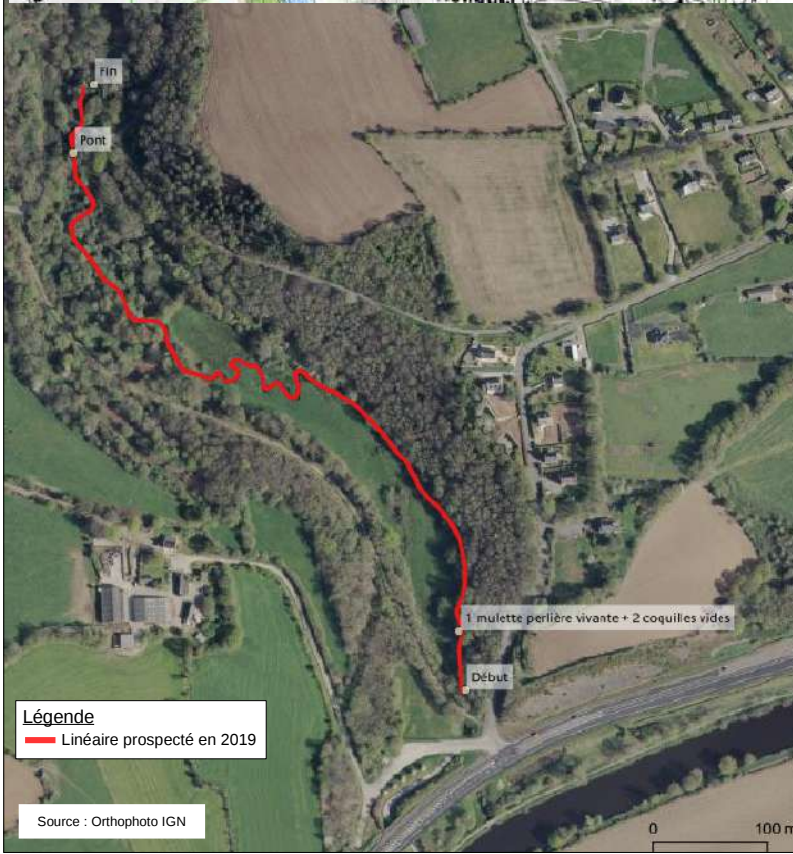 Fin
Pont
1 mulette perlière vivante + 2 coquilles vides
Début
Légende
Linéaire prospecté en 2019
Source : Orthophoto IGN
0 100 m